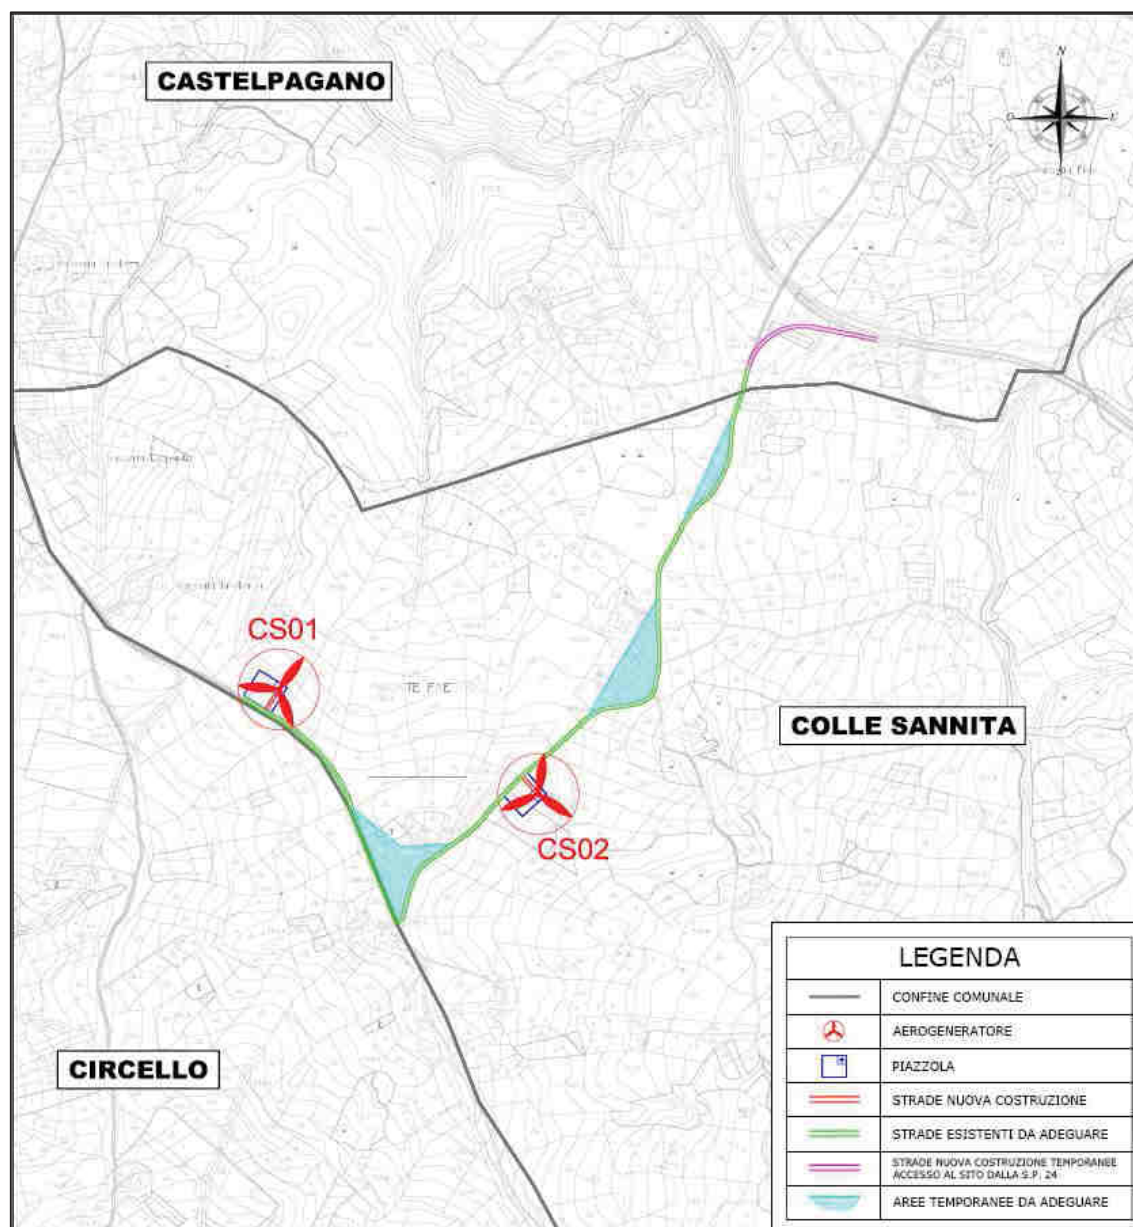 CASTELPAGANO
N
O
E
CS01
COLLE SANNITA
CS02
CIRCELLO
LEGENDA
CONFINE COMUNALE
AEROGENERATORE
PIAZZOLA
STRADE NUOVA COSTRUZIONE
STRADE ESISTENTI DA ADEGUARE
STRADE NUOVA COSTRUZIONE TEMPORANEE
ACCESSO AL SITO DALLA S.P. 24
AREE TEMPORANEE DA ADEGUARE